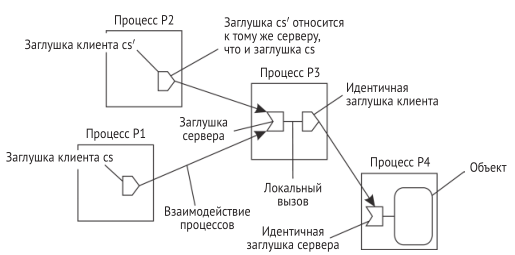 Процесс P2
Заглушка cs′ относится
к тому же серверу,
что и заглушка cs
Заглушка клиента cs′
Процесс P3
Идентичная
заглушка клиента
Заглушка
сервера
Процесс P1
Заглушка клиента cs
Процесс P4
Объект
Локальный
вызов
Взаимодействие
процессов
Идентичная
заглушка сервера